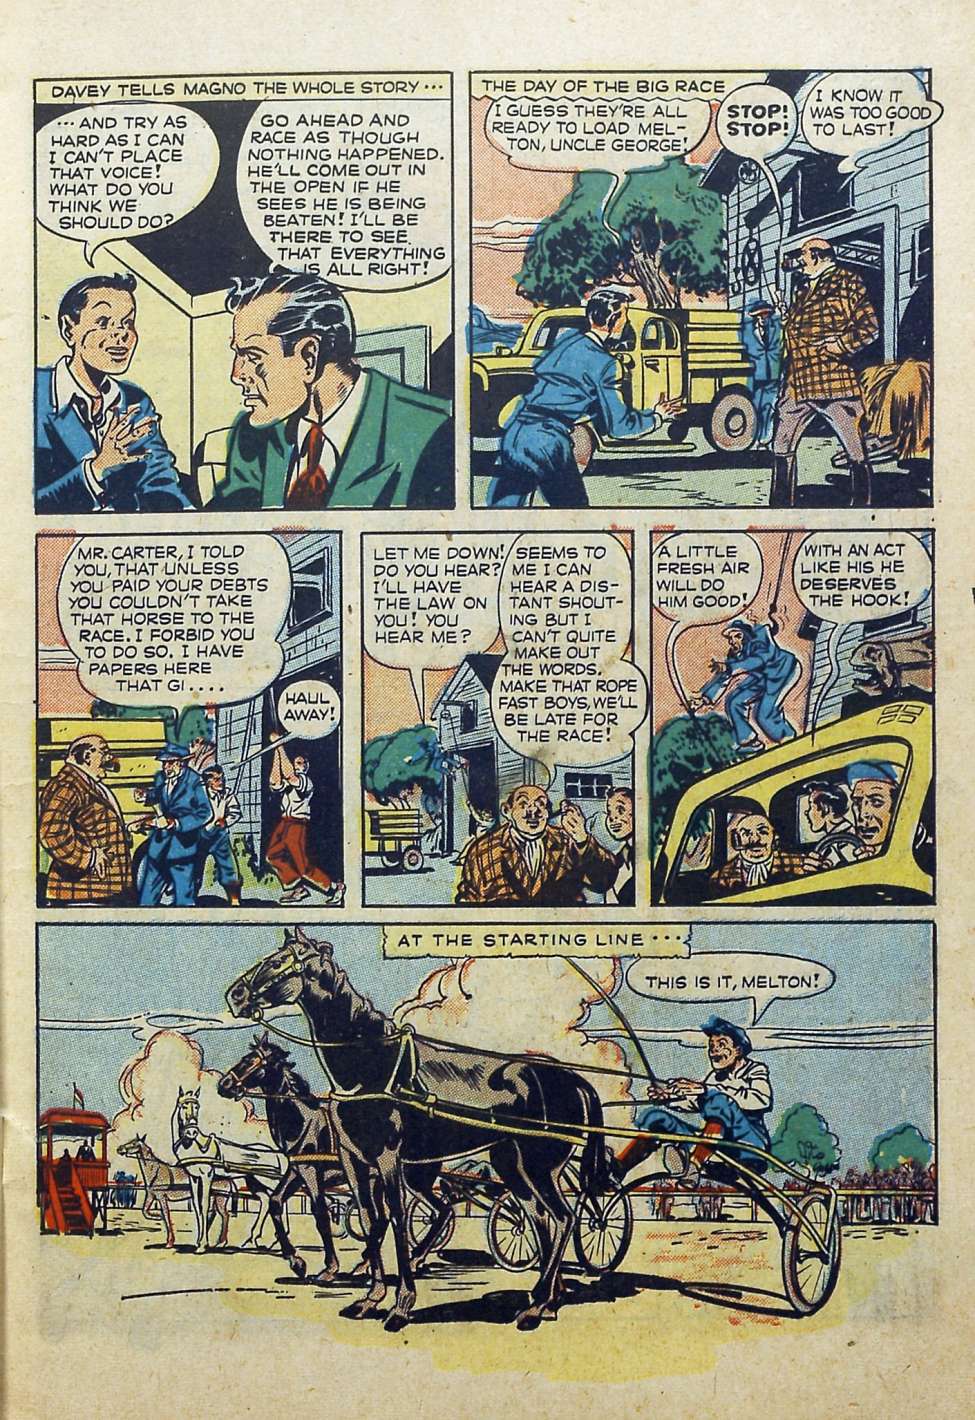 DAVEY TELLS MAGNO THE WHOLE STORY ...
... AND TRY AS
HARD AS I CAN
I CAN'T PLACE
THAT VOICE!
WHAT DO YOU
THINK WE
SHOULD DO?
GO AHEAD AND
RACE AS THOUGH
NOTHING HAPPENED.
HE'LL COME OUT IN
THE OPEN IF HE
SEES HE IS BEING
BEATEN! I'LL BE
THERE TO SEE
THAT EVERYTHING
IS ALL RIGHT!
THE DAY OF THE BIG RACE
I GUESS THEY'RE ALL
READY TO LOAD MEL-
TON, UNCLE GEORGE!
STOP!
STOP!
I KNOW IT
WAS TOO GOOD
TO LAST!
MR. CARTER, I TOLD
YOU, THAT UNLESS
YOU PAID YOUR DEBTS
YOU COULDN'T TAKE
THAT HORSE TO THE
RACE. I FORBID YOU
TO DO SO. I HAVE
PAPERS HERE
THAT GI ....
HAUL
AWAY!
LET ME DOWN!
DO YOU HEAR?
I'LL HAVE
THE LAW ON
YOU! YOU
HEAR ME?
SEEMS TO
ME I CAN
HEAR A DIS-
TANT SHOUT-
ING BUT I
CAN'T QUITE
MAKE OUT
THE WORDS.
MAKE THAT ROPE
FAST BOYS, WE'LL
BE LATE FOR
THE RACE!
A LITTLE
FRESH AIR
WILL DO
HIM GOOD!
WITH AN ACT
LIKE HIS HE
DESERVES
THE HOOK!
AT THE STARTING LINE ...
THIS IS IT, MELTON!